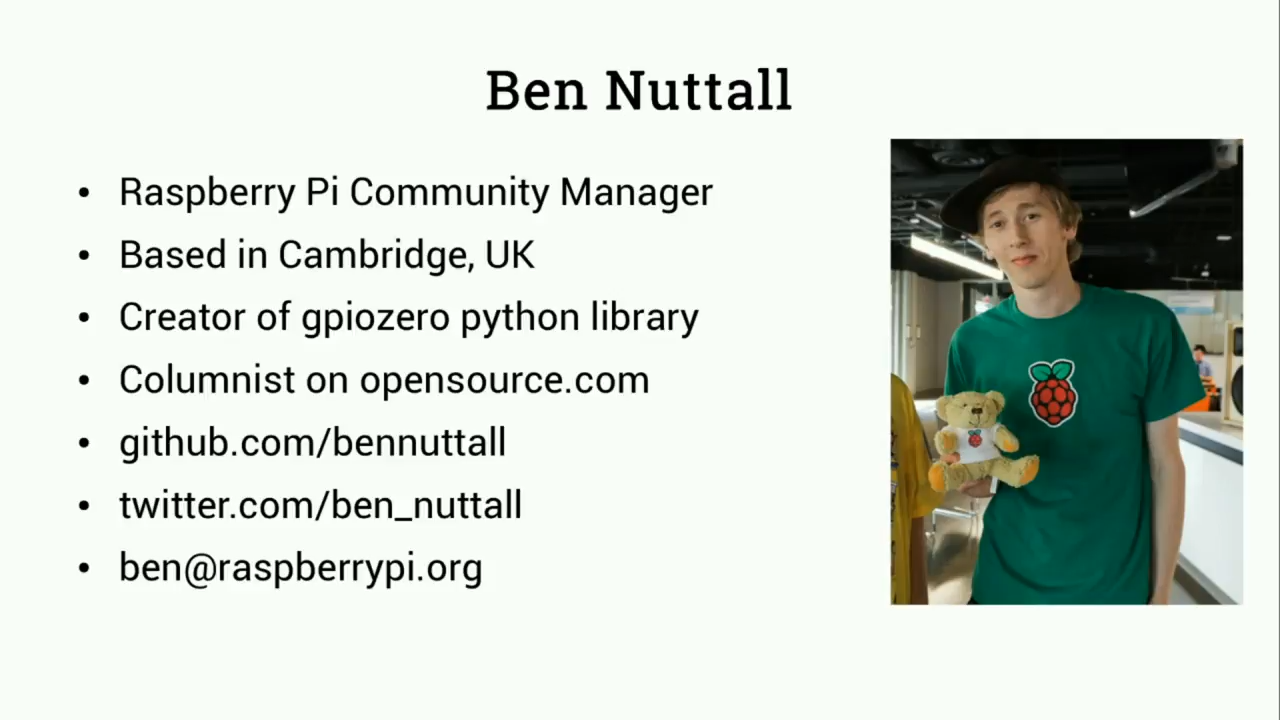 Ben Nuttall
• Raspberry Pi Community Manager
• Based in Cambridge, UK
• Creator of gpiozero python library
• Columnist on opensource.com
• github.com/bennuttall
• twitter.com/ben_nuttall
• ben@raspberrypi.org